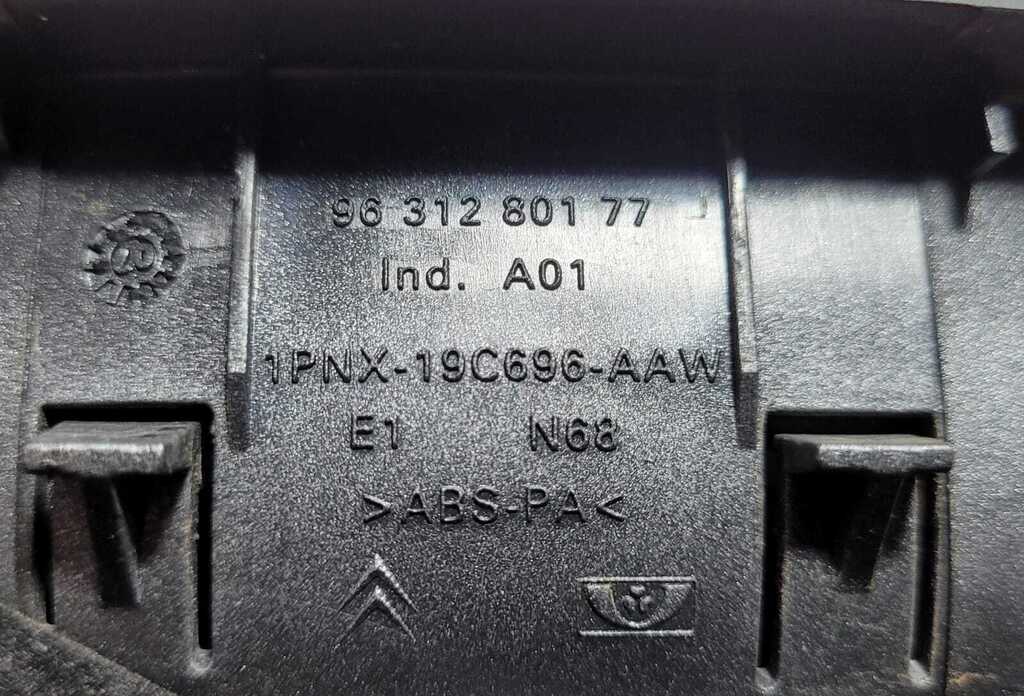 96 312 801 77
Ind. A01
1PNX-19C696-AAW
E1 N68
>ABS-PA<